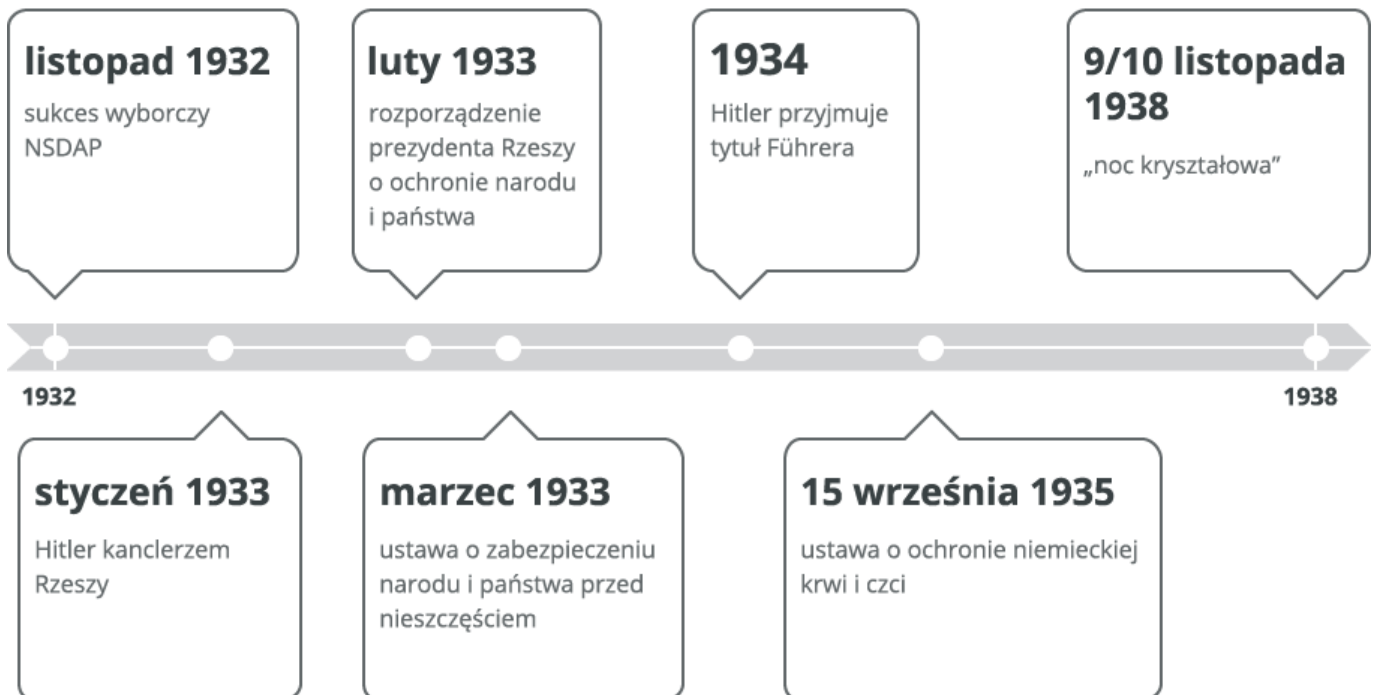 listopad 1932
sukces wyborczy
NSDAP
luty 1933
rozporządzenie
prezydenta Rzeszy
o ochronie narodu
i państwa
1934
Hitler przyjmuje
tytuł Führera
9/10 listopada
1938
„noc kryształowa”
1932
1938
styczeń 1933
Hitler kanclerzem
Rzeszy
marzec 1933
ustawa o zabezpieczeniu
narodu i państwa przed
nieszczęściem
15 września 1935
ustawa o ochronie niemieckiej
krwi i czci